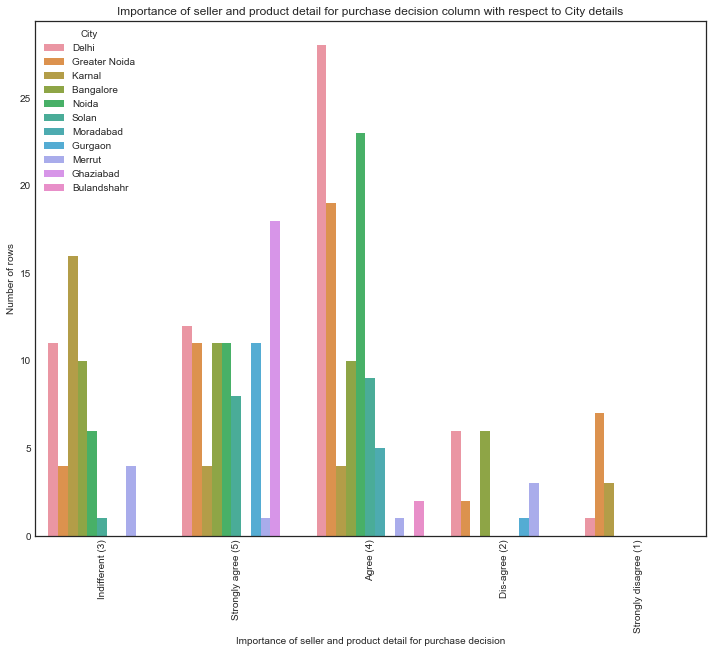 Importance of seller and product detail for purchase decision column with respect to City details
City
Delhi
Greater Noida
Karnal
Bangalore
Noida
Solan
Moradabad
Gurgaon
Merrut
Ghaziabad
Bulandshahr
Number of rows
25
20
15
10
5
0
Indifferent (3)
Strongly agree (5)
Agree (4)
Dis-agree (2)
Strongly disagree (1)
Importance of seller and product detail for purchase decision